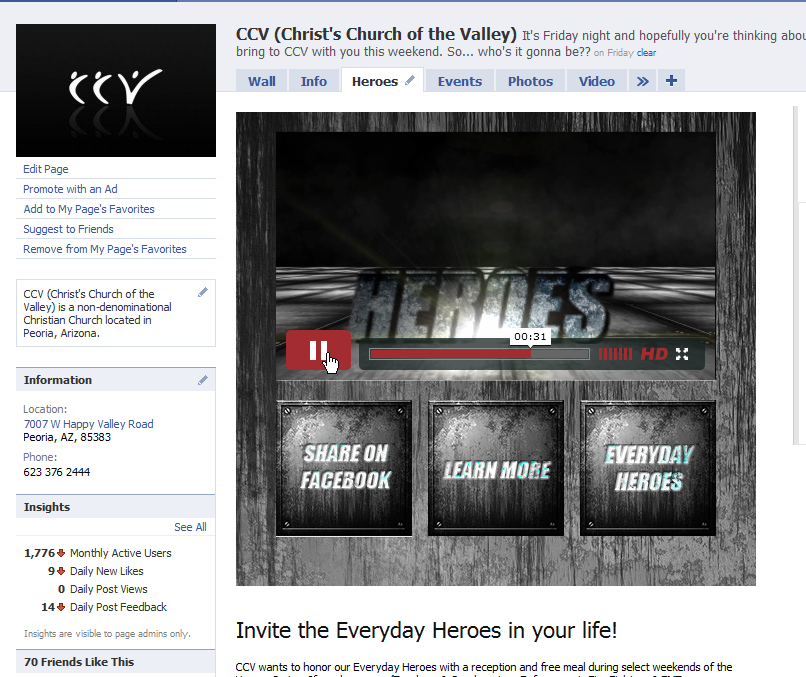 CCV
CCV (Christ's Church of the Valley) It's Friday night and hopefully you're thinking
bring to CCV with you this weekend. So... who's it gonna be?? on Friday clear
Wall Info Heroes Events Photos Video » +
Edit Page
Promote with an Ad
Add to My Page's Favorites
Suggest to Friends
Remove from My Page's Favorites
CCV (Christ's Church of the
Valley) is a non-denominational
Christian Church located in
Peoria, Arizona.
Information
Location:
7007 W Happy Valley Road
Peoria, AZ, 85383
Phone:
623 376 2444
Insights
See All
1,776 Monthly Active Users
9 Daily New Likes
0 Daily Post Views
14 Daily Post Feedback
Insights are visible to page admins only.
70 Friends Like This
HEROES
00:31
HD
SHARE ON
FACEBOOK
LEARN MORE
EVERYDAY
HEROES
Invite the Everyday Heroes in your life!
CCV wants to honor our Everyday Heroes with a reception and free meal during select weekends of the